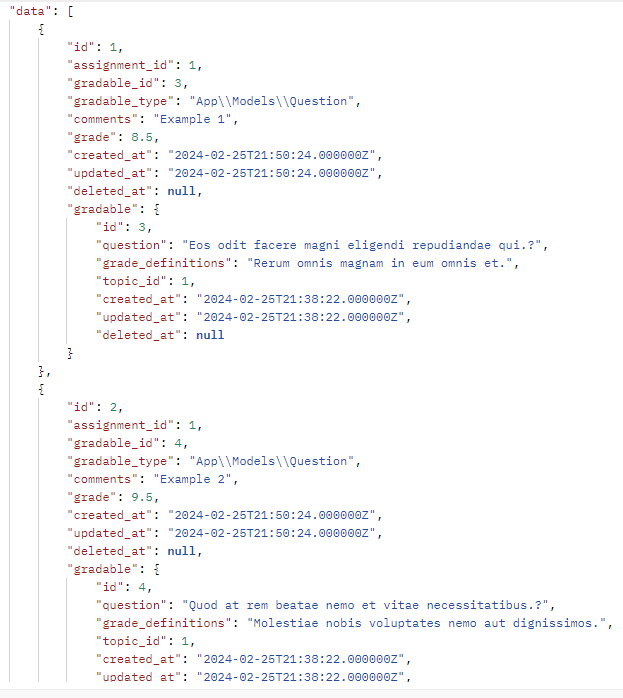 "data": [
{
"id": 1,
"assignment_id": 1,
"gradable_id": 3,
"gradable_type": "App\\Models\\Question",
"comments": "Example 1",
"grade": 8.5,
"created_at": "2024-02-25T21:50:24.000000Z",
"updated_at": "2024-02-25T21:50:24.000000Z",
"deleted_at": null,
"gradable": {
"id": 3,
"question": "Eos odit facere magni eligendi repudiandae qui.?",
"grade_definitions": "Rerum omnis magnam in eum omnis et.",
"topic_id": 1,
"created_at": "2024-02-25T21:38:22.000000Z",
"updated_at": "2024-02-25T21:38:22.000000Z",
"deleted_at": null
}
},
{
"id": 2,
"assignment_id": 1,
"gradable_id": 4,
"gradable_type": "App\\Models\\Question",
"comments": "Example 2",
"grade": 9.5,
"created_at": "2024-02-25T21:50:24.000000Z",
"updated_at": "2024-02-25T21:50:24.000000Z",
"deleted_at": null,
"gradable": {
"id": 4,
"question": "Quod at rem beatae nemo et vitae necessitatibus.?",
"grade_definitions": "Molestiae nobis voluptates nemo aut dignissimos.",
"topic_id": 1,
"created_at": "2024-02-25T21:38:22.000000Z",
"updated_at": "2024-02-25T21:38:22.000000Z",